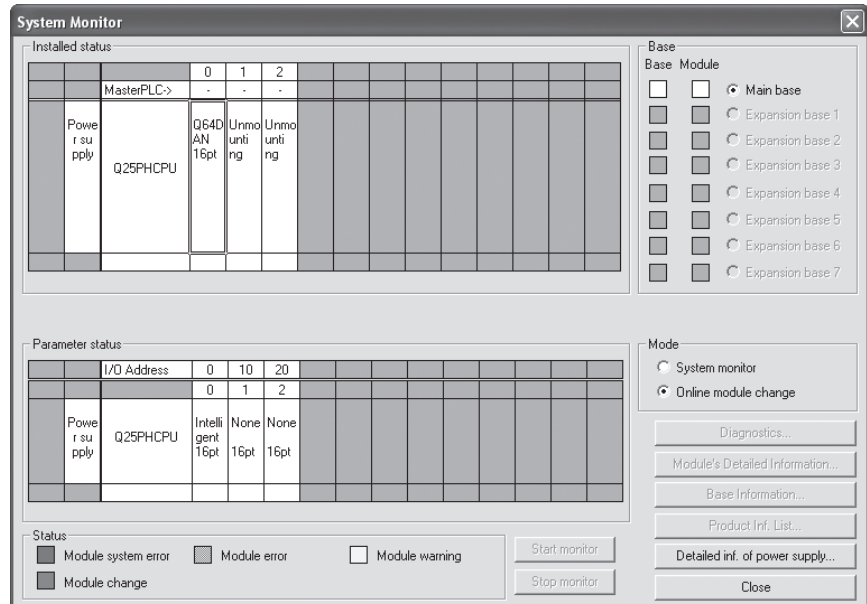 System Monitor
Installed status
0 1 2
MasterPLC-> - - -
Powe
r su
pply
Q25PHCPU
Q64D
AN
16pt
Unmo
unti
ng
Unmo
unti
ng
Base
Base Module
Main base
Expansion base 1
Expansion base 2
Expansion base 3
Expansion base 4
Expansion base 5
Expansion base 6
Expansion base 7
Parameter status
I/O Address 0 10 20
0 1 2
Powe
r su
pply
Q25PHCPU
Intelli
gent
16pt
None
16pt
None
16pt
Mode
System monitor
Online module change
Diagnostics...
Module's Detailed Information...
Base Information...
Product Inf. List...
Detailed inf. of power supply...
Close
Status
Module system error
Module error
Module warning
Module change
Start monitor
Stop monitor